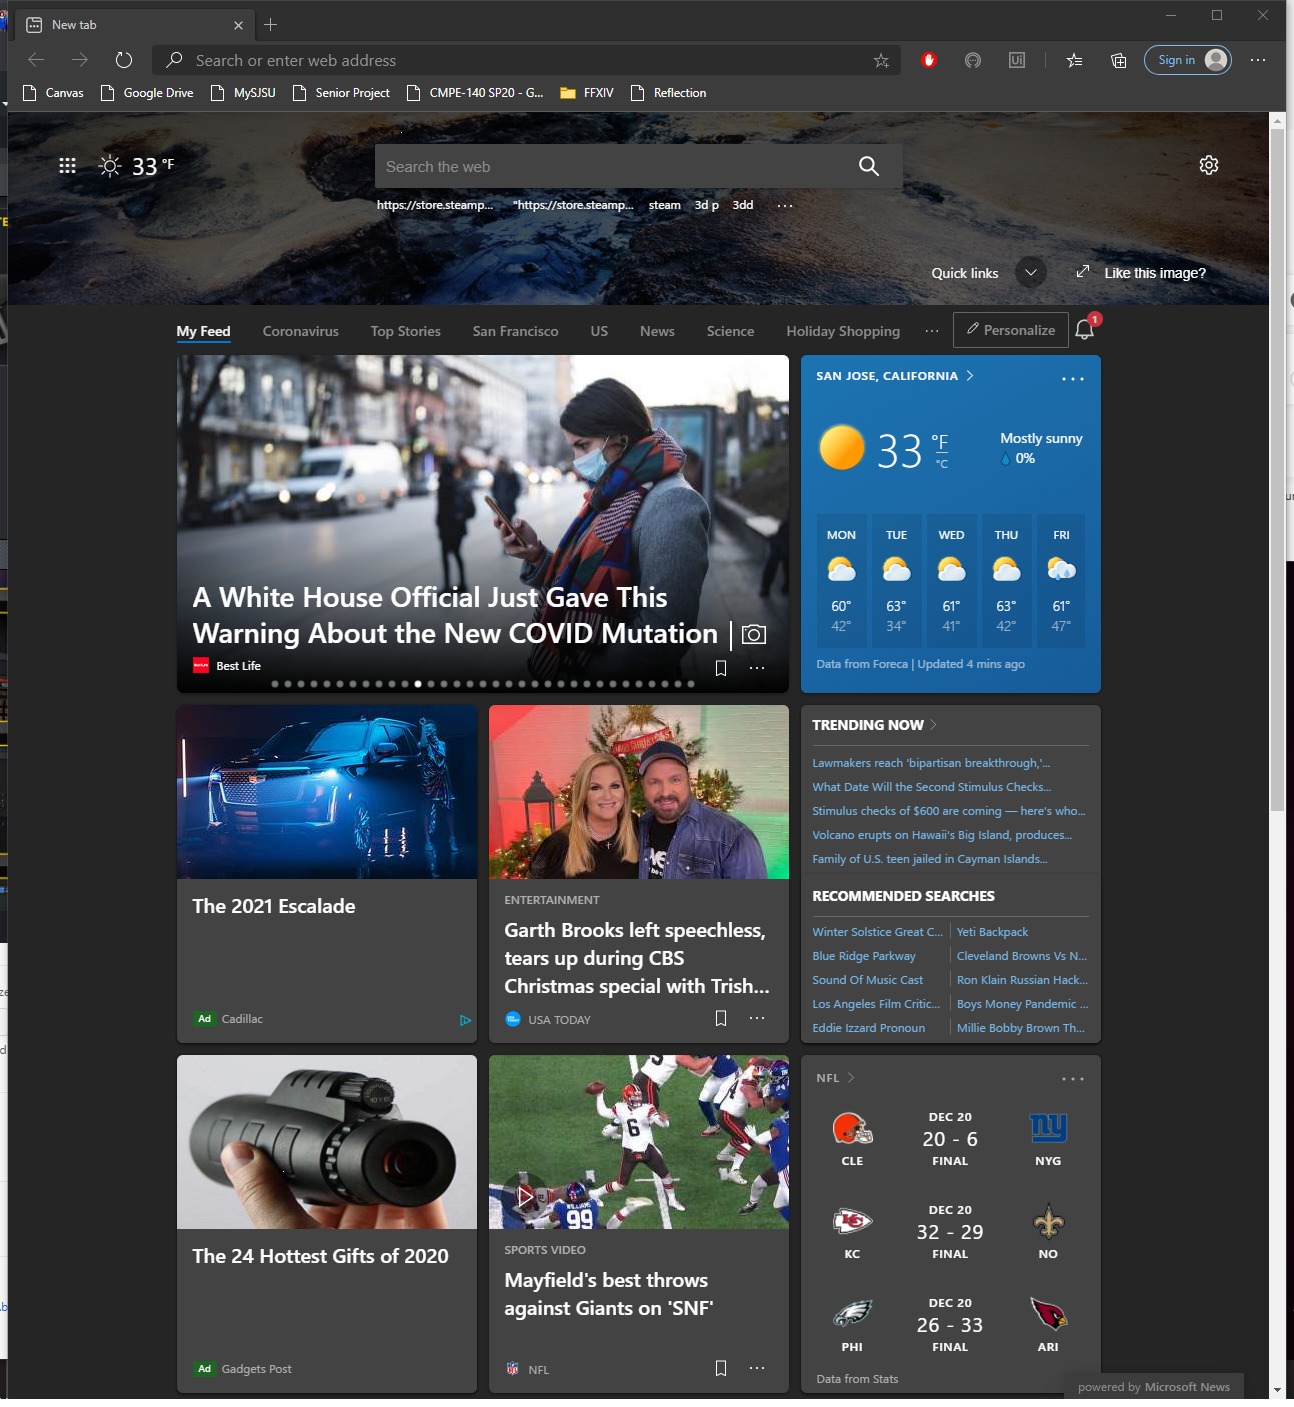 New tab
Search or enter web address
Sign in
Canvas
Google Drive
MySJSU
Senior Project
CMPE-140 SP20 - G...
FFXIV
Reflection
33 °F
Search the web
https://store.steamp...
"https://store.steamp...
steam
3d p
3dd
Quick links
Like this image?
My Feed
Coronavirus
Top Stories
San Francisco
US
News
Science
Holiday Shopping
Personalize
1
A White House Official Just Gave This
Warning About the New COVID Mutation |
Best Life
SAN JOSE, CALIFORNIA
33 °F
°C
Mostly sunny
0%
MON TUE WED THU FRI
60° 63° 61° 63° 61°
42° 34° 41° 42° 47°
Data from Foreca | Updated 4 mins ago
The 2021 Escalade
Ad Cadillac
ENTERTAINMENT
Garth Brooks left speechless,
tears up during CBS
Christmas special with Trish...
USA TODAY
TRENDING NOW
Lawmakers reach 'bipartisan breakthrough,'...
What Date Will the Second Stimulus Checks...
Stimulus checks of $600 are coming — here's who...
Volcano erupts on Hawaii's Big Island, produces...
Family of U.S. teen jailed in Cayman Islands...
RECOMMENDED SEARCHES
Winter Solstice Great C... Yeti Backpack
Blue Ridge Parkway Cleveland Browns Vs N...
Sound Of Music Cast Ron Klain Russian Hack...
Los Angeles Film Critic... Boys Money Pandemic ...
Eddie Izzard Pronoun Millie Bobby Brown Th...
The 24 Hottest Gifts of 2020
Ad Gadgets Post
6
99
SPORTS VIDEO
Mayfield's best throws
against Giants on 'SNF'
NFL
NFL
DEC 20
20 - 6
CLE FINAL NYG
DEC 20
32 - 29
KC FINAL NO
DEC 20
26 - 33
PHI FINAL ARI
Data from Stats
powered by Microsoft News